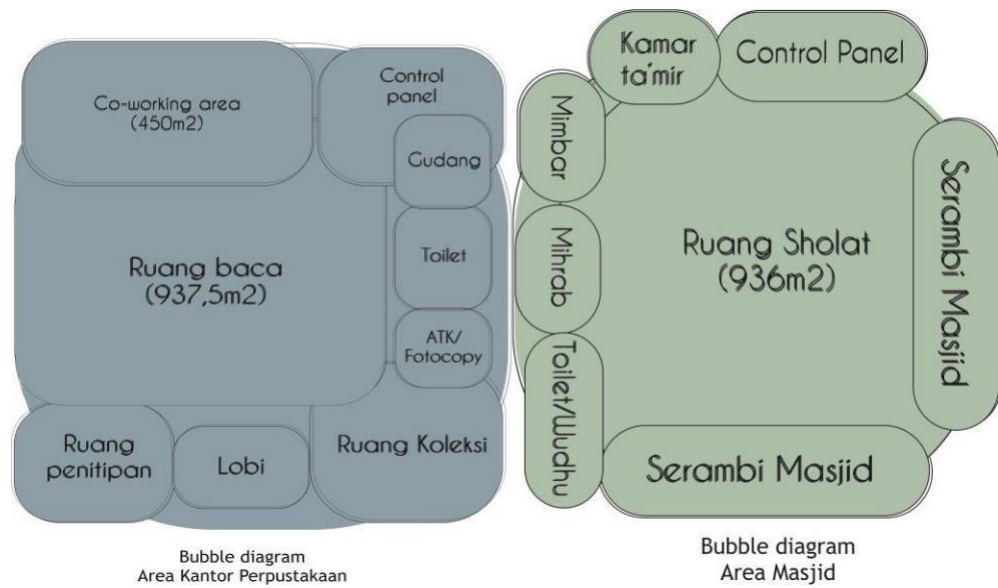 Co-working area
(450m2)
Control
panel
Gudang
Ruang baca
(937,5m2)
Toilet
ATK/
Fotocopy
Ruang
penitipan
Lobi
Ruang Koleksi
Bubble diagram
Area Kantor Perpustakaan
Kamar
ta'mir
Control Panel
Mimbar
Mihrab
Ruang Sholat
(936m2)
Serambi Masjid
Toilet/Wudhu
Serambi Masjid
Bubble diagram
Area Masjid